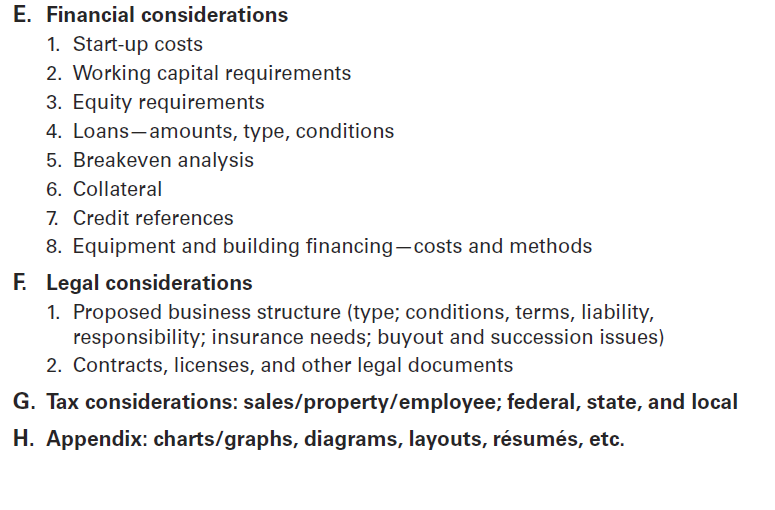 E. Financial considerations
1. Start-up costs
2. Working capital requirements
3. Equity requirements
4. Loans—amounts, type, conditions
5. Breakeven analysis
6. Collateral
7. Credit references
8. Equipment and building financing—costs and methods
F. Legal considerations
1. Proposed business structure (type; conditions, terms, liability,
responsibility; insurance needs; buyout and succession issues)
2. Contracts, licenses, and other legal documents
G. Tax considerations: sales/property/employee; federal, state, and local
H. Appendix: charts/graphs, diagrams, layouts, résumés, etc.